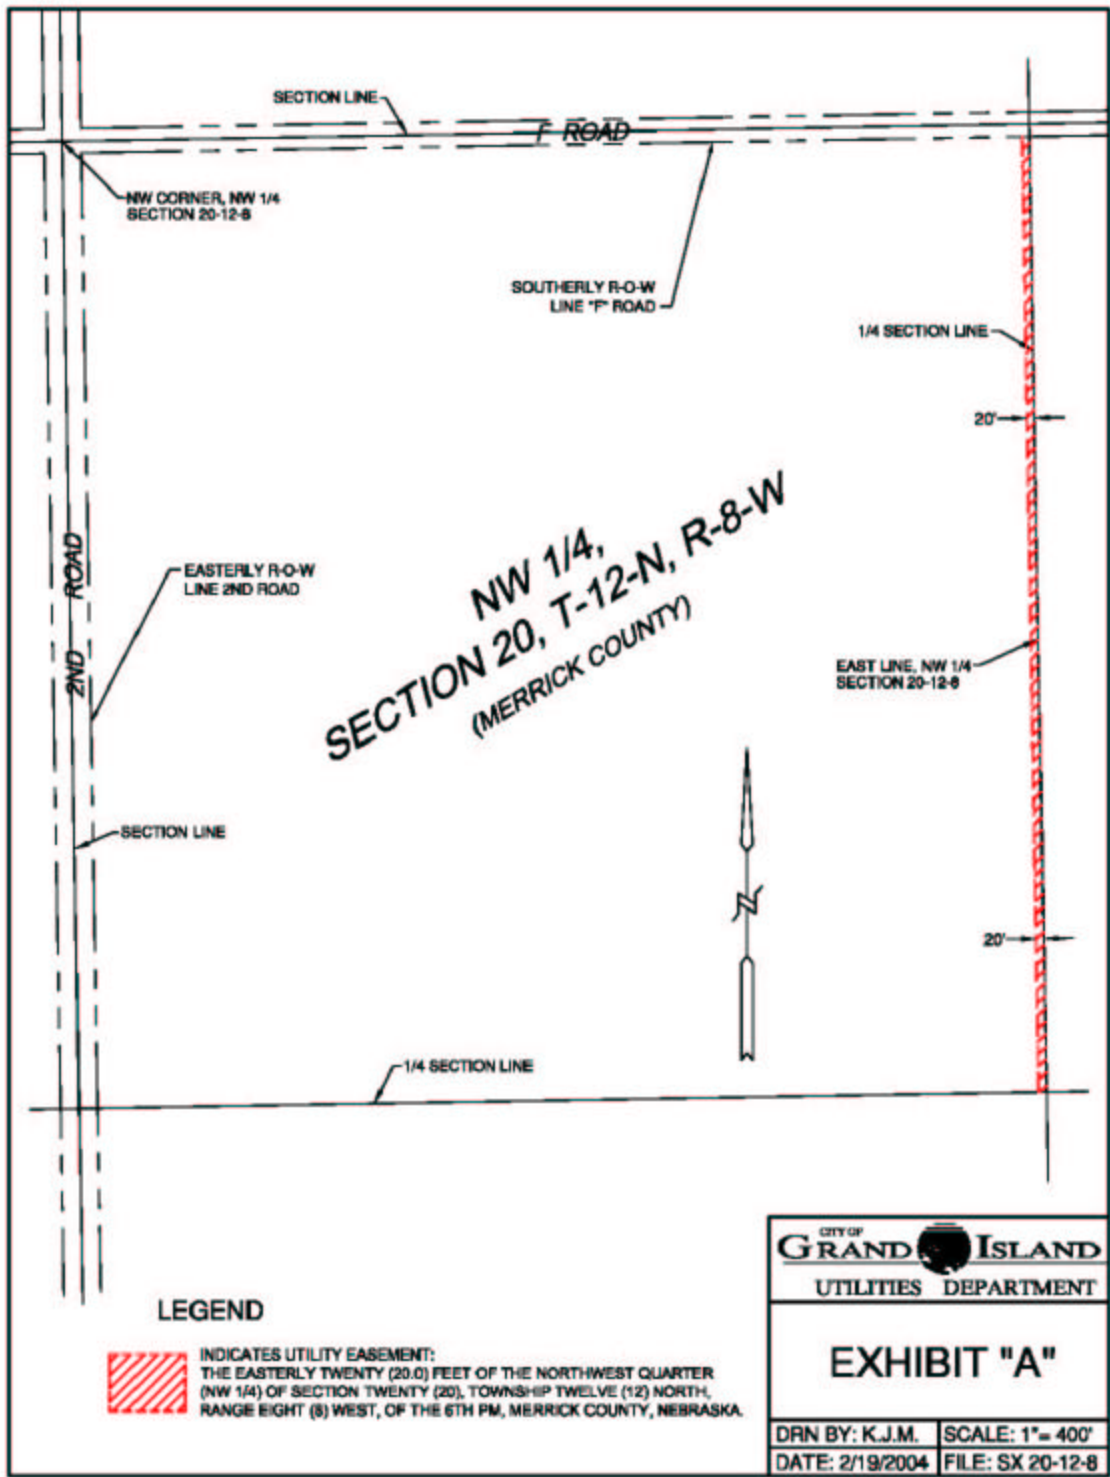 SECTION LINE
F ROAD
NW CORNER, NW 1/4
SECTION 20-12-8
SOUTHERLY R-O-W
LINE "F" ROAD
1/4 SECTION LINE
20'
2ND ROAD
EASTERLY R-O-W
LINE 2ND ROAD
NW 1/4,
SECTION 20, T-12-N, R-8-W
(MERRICK COUNTY)
EAST LINE, NW 1/4
SECTION 20-12-8
SECTION LINE
N
20'
1/4 SECTION LINE
CITY OF
GRAND ISLAND
UTILITIES DEPARTMENT
LEGEND
INDICATES UTILITY EASEMENT:
THE EASTERLY TWENTY (20.0) FEET OF THE NORTHWEST QUARTER
(NW 1/4) OF SECTION TWENTY (20), TOWNSHIP TWELVE (12) NORTH,
RANGE EIGHT (8) WEST, OF THE 6TH PM, MERRICK COUNTY, NEBRASKA.
EXHIBIT "A"
DRN BY: K.J.M. SCALE: 1"= 400'
DATE: 2/19/2004 FILE: SX 20-12-8